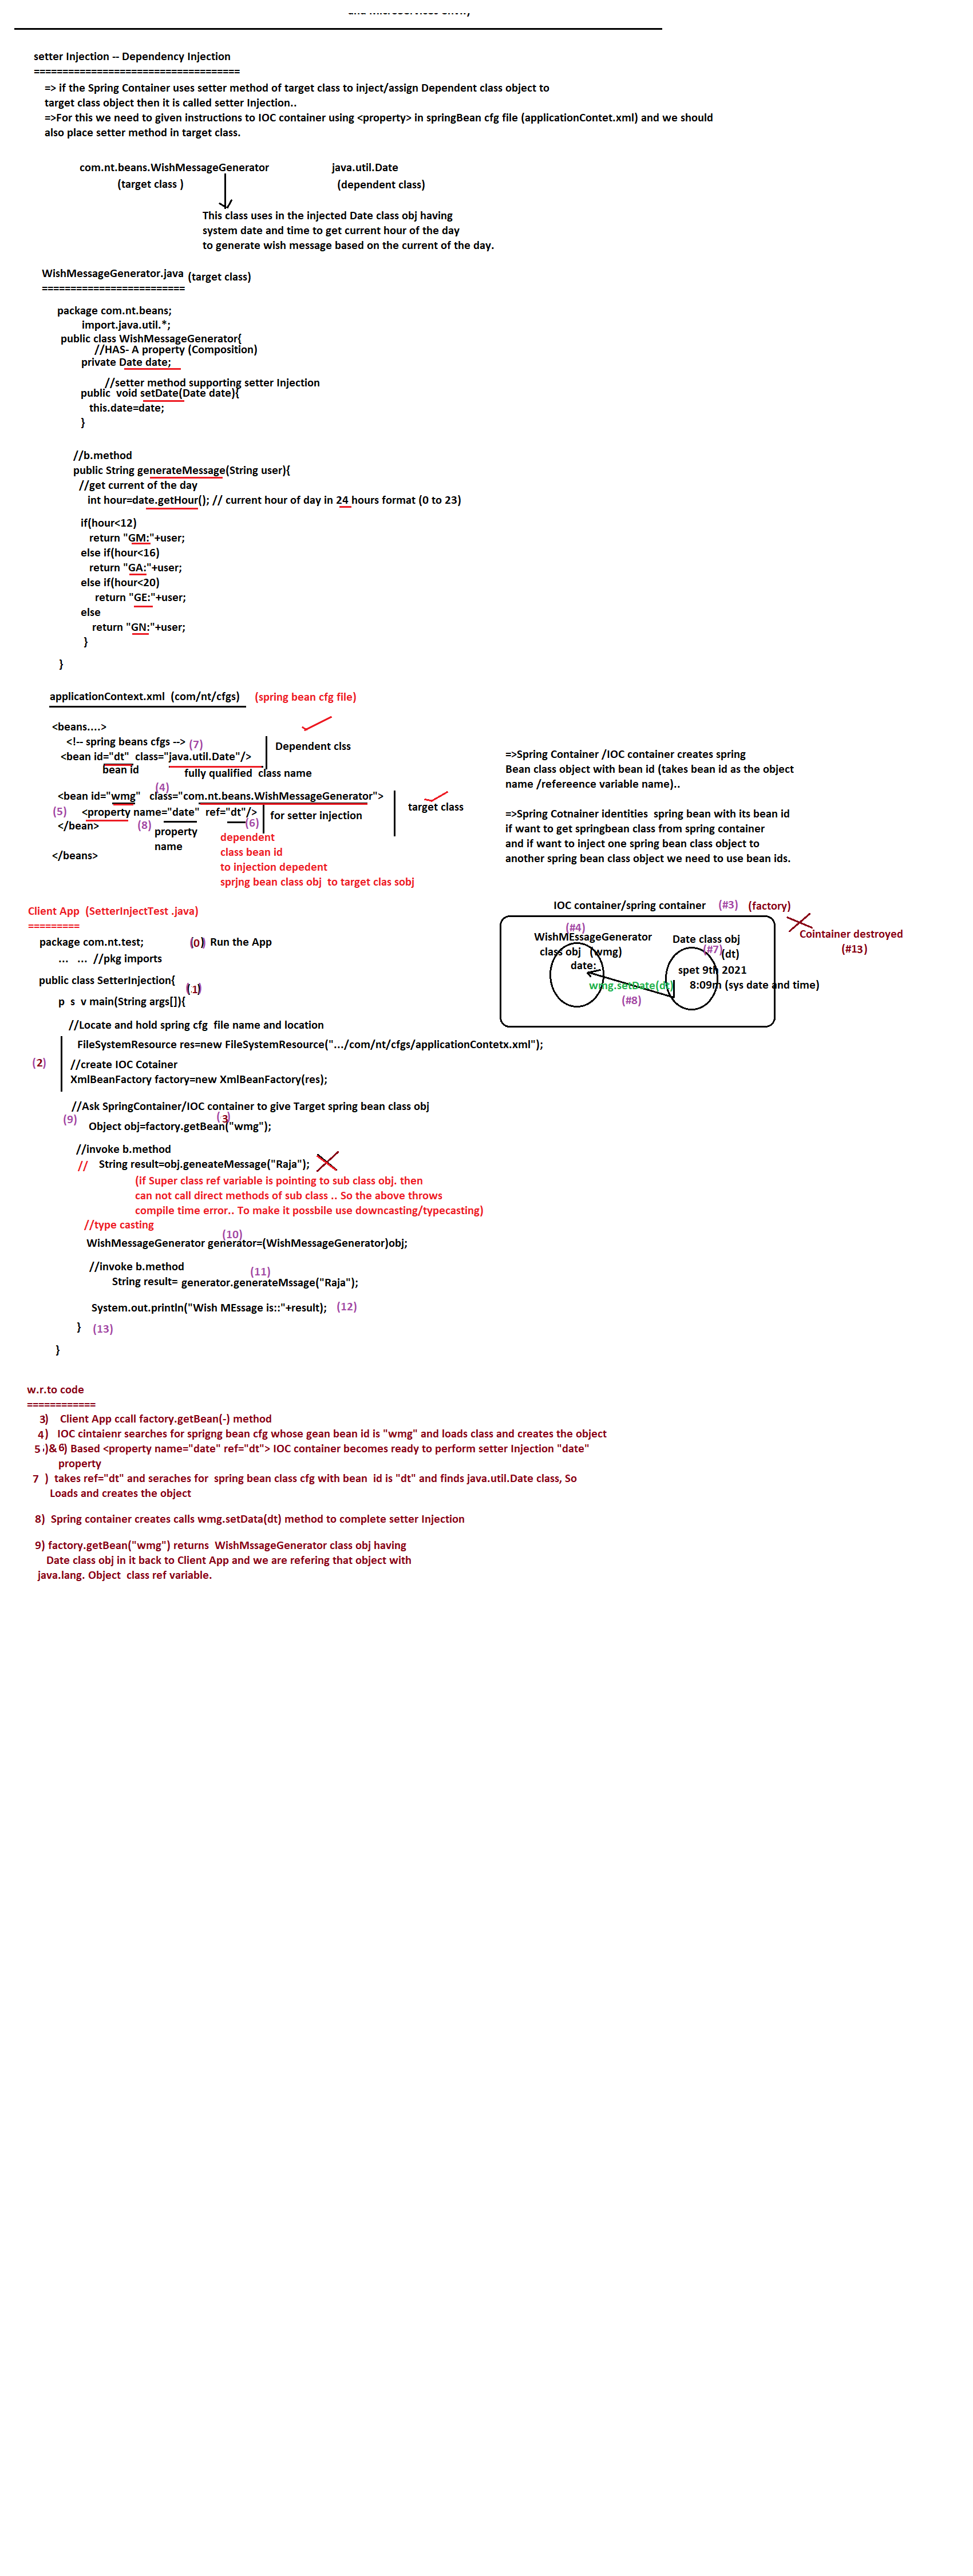 setter Injection -- Dependency Injection
====================================
=> if the Spring Container uses setter method of target class to inject/assign Dependent class object to
target class object then it is called setter Injection..
=>For this we need to given instructions to IOC container using <property> in springBean cfg file (applicationContet.xml) and we should
also place setter method in target class.
com.nt.beans.WishMessageGenerator java.util.Date
(target class ) (dependent class)
This class uses in the injected Date class obj having
system date and time to get current hour of the day
to generate wish message based on the current of the day.
WishMessageGenerator.java (target class)
=========================
package com.nt.beans;
import.java.util.*;
public class WishMessageGenerator{
//HAS- A property (Composition)
private Date date;
//setter method supporting setter Injection
public void setDate(Date date){
this.date=date;
}
//b.method
public String generateMessage(String user){
//get current of the day
int hour=date.getHour(); // current hour of day in 24 hours format (0 to 23)
if(hour<12)
return "GM:"+user;
else if(hour<16)
return "GA:"+user;
else if(hour<20)
return "GE:"+user;
else
return "GN:"+user;
}
}
applicationContext.xml (com/nt/cfgs) (spring bean cfg file)
<beans....>
<!-- spring beans cfgs --> (7)
<bean id="dt" class="java.util.Date"/> Dependent clss
bean id fully qualified class name
(4)
<bean id="wmg" class="com.nt.beans.WishMessageGenerator">
(5) <property name="date" ref="dt"/> for setter injection target class
</bean> (8) property name (6)
dependent
class bean id
to injection depedent
sprjng bean class obj to target clas sobj
</beans>
=>Spring Container /IOC container creates spring
Bean class object with bean id (takes bean id as the object
name /refereence variable name)..
=>Spring Cotnainer identities spring bean with its bean id
if want to get springbean class from spring container
and if want to inject one spring bean class object to
another spring bean class object we need to use bean ids.
Client App (SetterInjectTest .java)
=========
package com.nt.test; (0) Run the App
... ... //pkg imports
public class SetterInjection{
(1)
p s v main(String args[]){
//Locate and hold spring cfg file name and location
FileSystemResource res=new FileSystemResource(".../com/nt/cfgs/applicationContetx.xml");
(2) //create IOC Cotainer
XmlBeanFactory factory=new XmlBeanFactory(res);
//Ask SpringContainer/IOC container to give Target spring bean class obj
(9) (3)
Object obj=factory.getBean("wmg");
//invoke b.method
// String result=obj.geneateMessage("Raja");
(if Super class ref variable is pointing to sub class obj. then
can not call direct methods of sub class .. So the above throws
compile time error.. To make it possbile use downcasting/typecasting)
//type casting
(10)
WishMessageGenerator generator=(WishMessageGenerator)obj;
//invoke b.method (11)
String result= generator.generateMssage("Raja");
System.out.println("Wish MEssage is::"+result); (12)
} (13)
}
IOC container/spring container (#3) (factory)
Cointainer destroyed
(#13)
(#4)
WishMEssageGenerator
class obj (wmg)
date:
Date class obj
(#7) (dt)
spet 9th 2021
8:09m (sys date and time)
wmg.setDate(dt)
(#8)
w.r.to code
============
3) Client App ccall factory.getBean(-) method
4) IOC cintaienr searches for sprigng bean cfg whose gean bean id is "wmg" and loads class and creates the object
5 )& 6) Based <property name="date" ref="dt"> IOC container becomes ready to perform setter Injection "date"
property
7 ) takes ref="dt" and seraches for spring bean class cfg with bean id is "dt" and finds java.util.Date class, So
Loads and creates the object
8) Spring container creates calls wmg.setData(dt) method to complete setter Injection
9) factory.getBean("wmg") returns WishMssageGenerator class obj having
Date class obj in it back to Client App and we are refering that object with
java.lang. Object class ref variable.